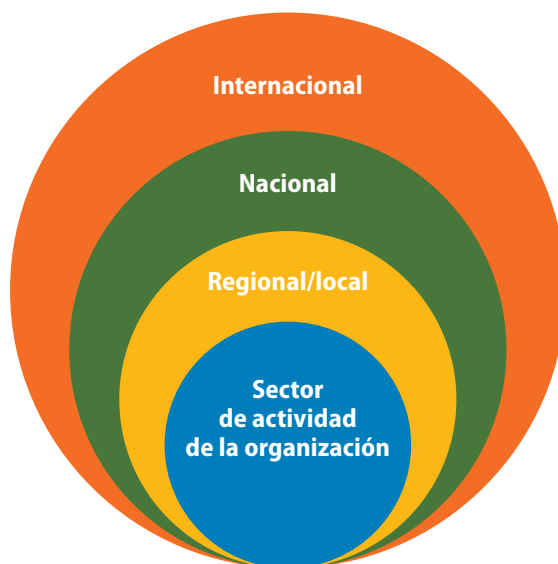 Internacional
Nacional
Regional/local
Sector
de actividad
de la organización